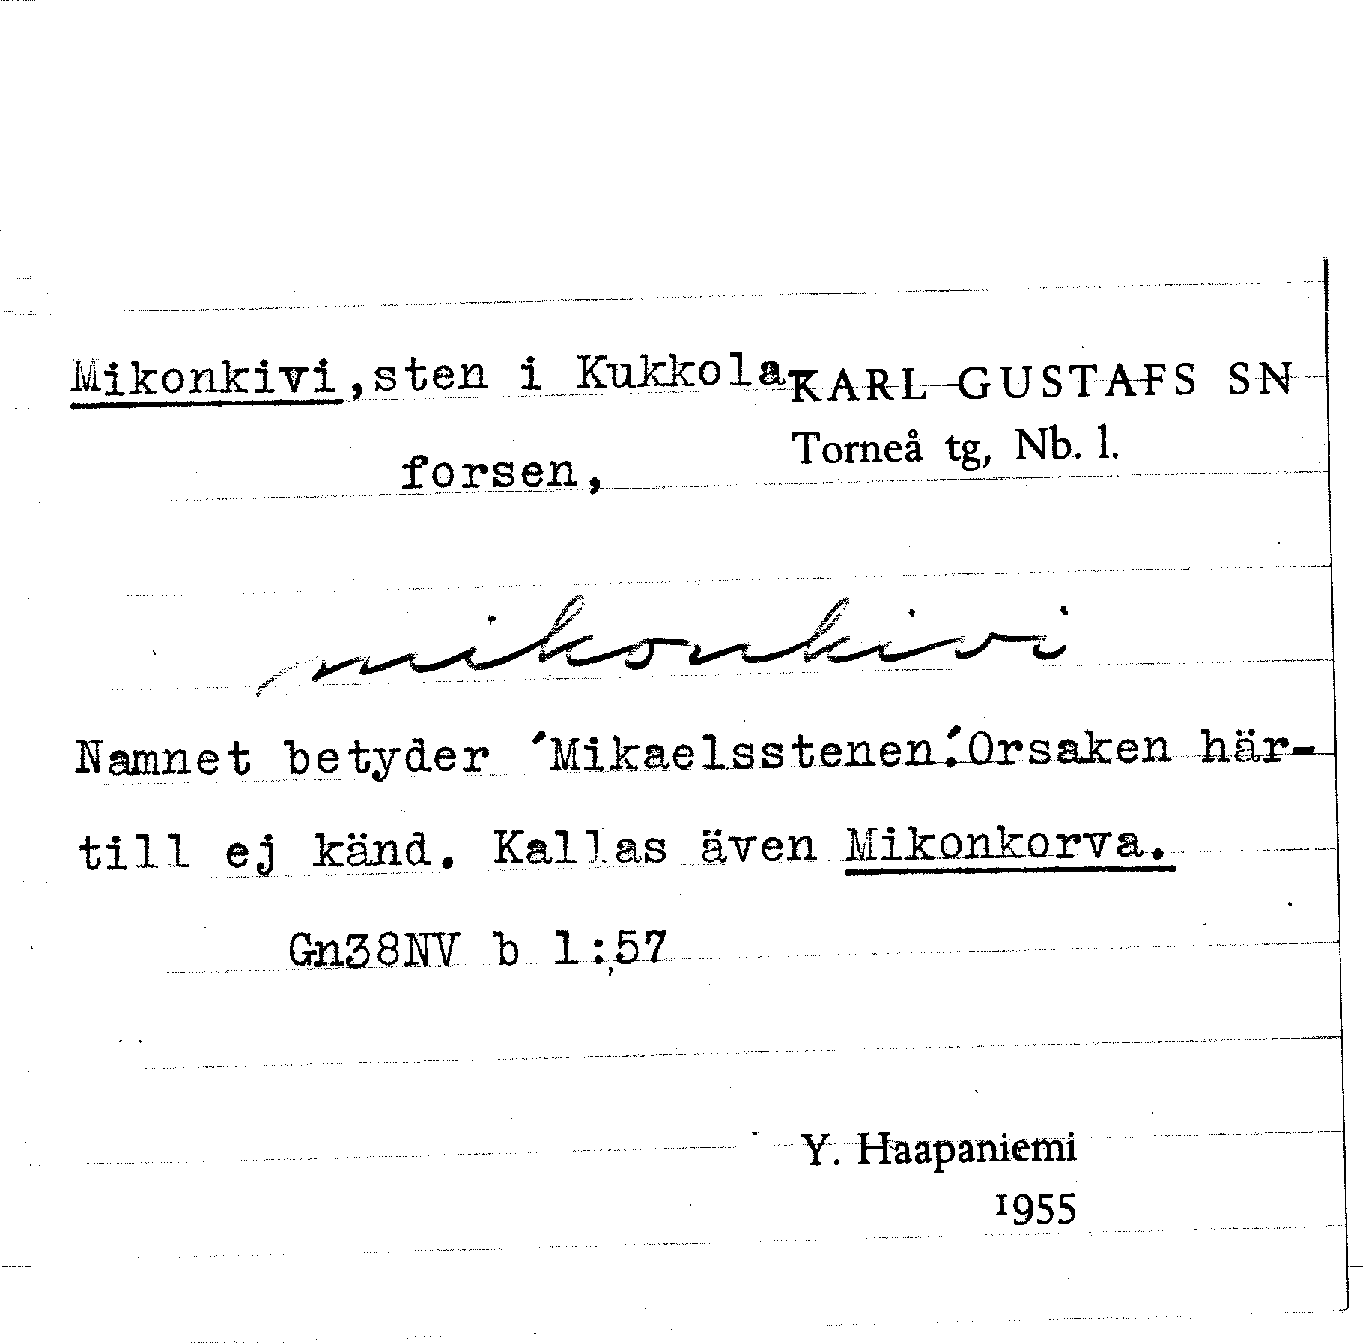 Mikonkivi,sten i Kukkola KARL GUSTAFS SN
forsen, Torneå tg, Nb. l.
mikonkivi
Namnet betyder ´Mikaelsstenen´.Orsaken här-
till ej känd. Kallas även Mikonkorva.
Gn38NV b 1:57
Y. Haapaniemi
1955